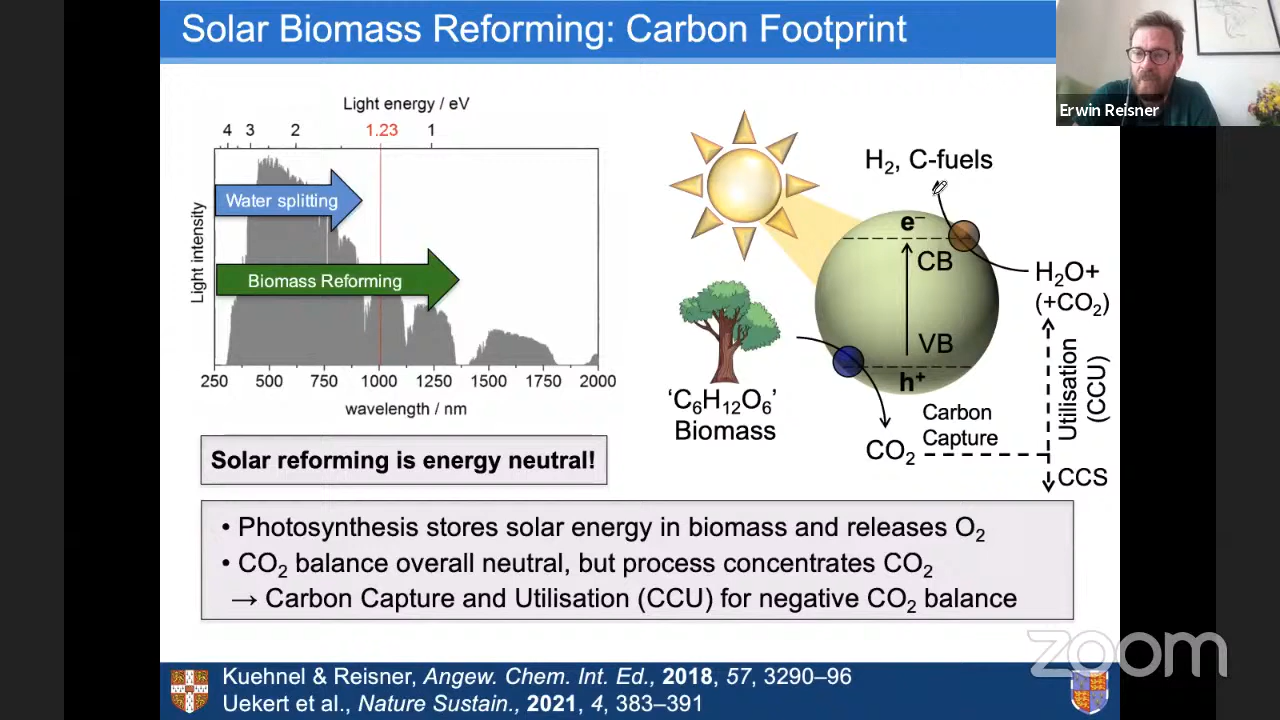 Solar Biomass Reforming: Carbon Footprint
Erwin Reisner
Light energy / eV
4 3 2 1.23 1
Light intensity
Water splitting
Biomass Reforming
250 500 750 1000 1250 1500 1750 2000
wavelength / nm
H₂, C-fuels
e⁻
CB
VB
h⁺
H₂O+
(+CO₂)
'C₆H₁₂O₆'
Biomass
CO₂
Carbon
Capture
Utilisation
(CCU)
CCS
Solar reforming is energy neutral!
• Photosynthesis stores solar energy in biomass and releases O₂
• CO₂ balance overall neutral, but process concentrates CO₂
→ Carbon Capture and Utilisation (CCU) for negative CO₂ balance
zoom
Kuehnel & Reisner, Angew. Chem. Int. Ed., 2018, 57, 3290–96
Uekert et al., Nature Sustain., 2021, 4, 383–391